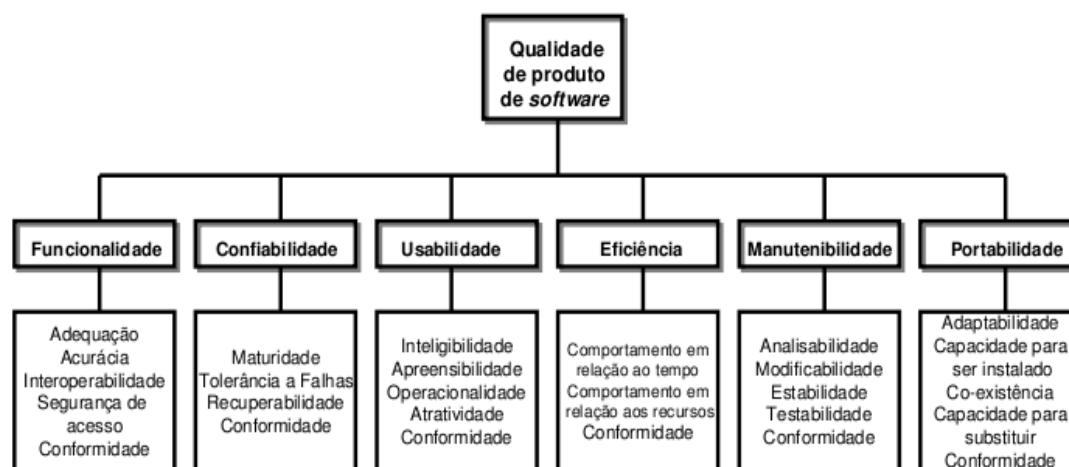 Qualidade
de produto
de software
Funcionalidade
Confiabilidade
Usabilidade
Eficiência
Manutenibilidade
Portabilidade
Adequação
Acurácia
Interoperabilidade
Segurança de
acesso
Conformidade
Maturidade
Tolerância a Falhas
Recuperabilidade
Conformidade
Inteligibilidade
Apreensibilidade
Operacionalidade
Atratividade
Conformidade
Comportamento em
relação ao tempo
Comportamento em
relação aos recursos
Conformidade
Analisabilidade
Modificabilidade
Estabilidade
Testabilidade
Conformidade
Adaptabilidade
Capacidade para
ser instalado
Co-existência
Capacidade para
substituir
Conformidade